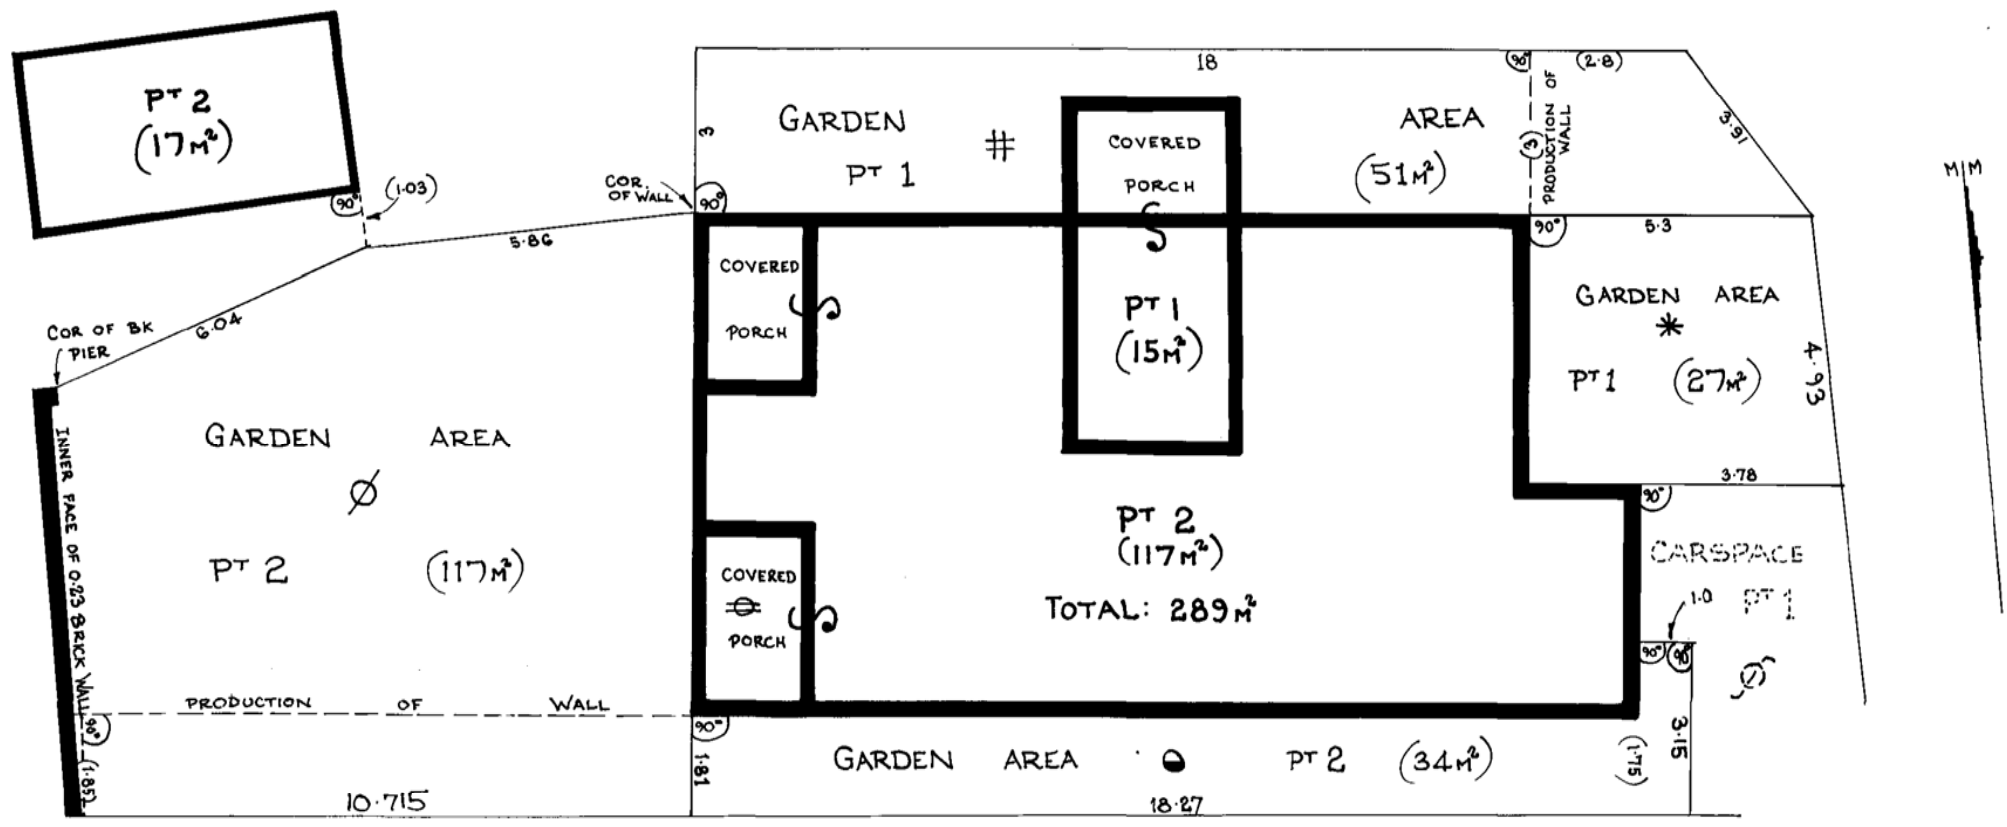 PT 2
(17M²)
(1·03)
90°
COR.
OF WALL
5·86
6·04
COR OF BK
PIER
INNER FACE OF 0·23 BRICK WALL
GARDEN AREA
PT 2 (117M²)
PRODUCTION OF WALL
90°
(1·85)
10·715
18
3
90°
GARDEN AREA
PT 1 # (51M²)
COVERED
PORCH
90°
(3)
PRODUCTION OF
WALL
(2·8)
3·91
COVERED
PORCH
PT 1
(15M²)
90°
5·3
GARDEN AREA
*
PT 1 (27M²)
4·93
3·78
90°
COVERED
PORCH
PT 2
(117M²)
TOTAL: 289M²
CARSPACE
PT 1
1·0
90° 90°
3·15
90°
1·81
GARDEN AREA PT 2 (34M²)
(1·75)
18·27
M M